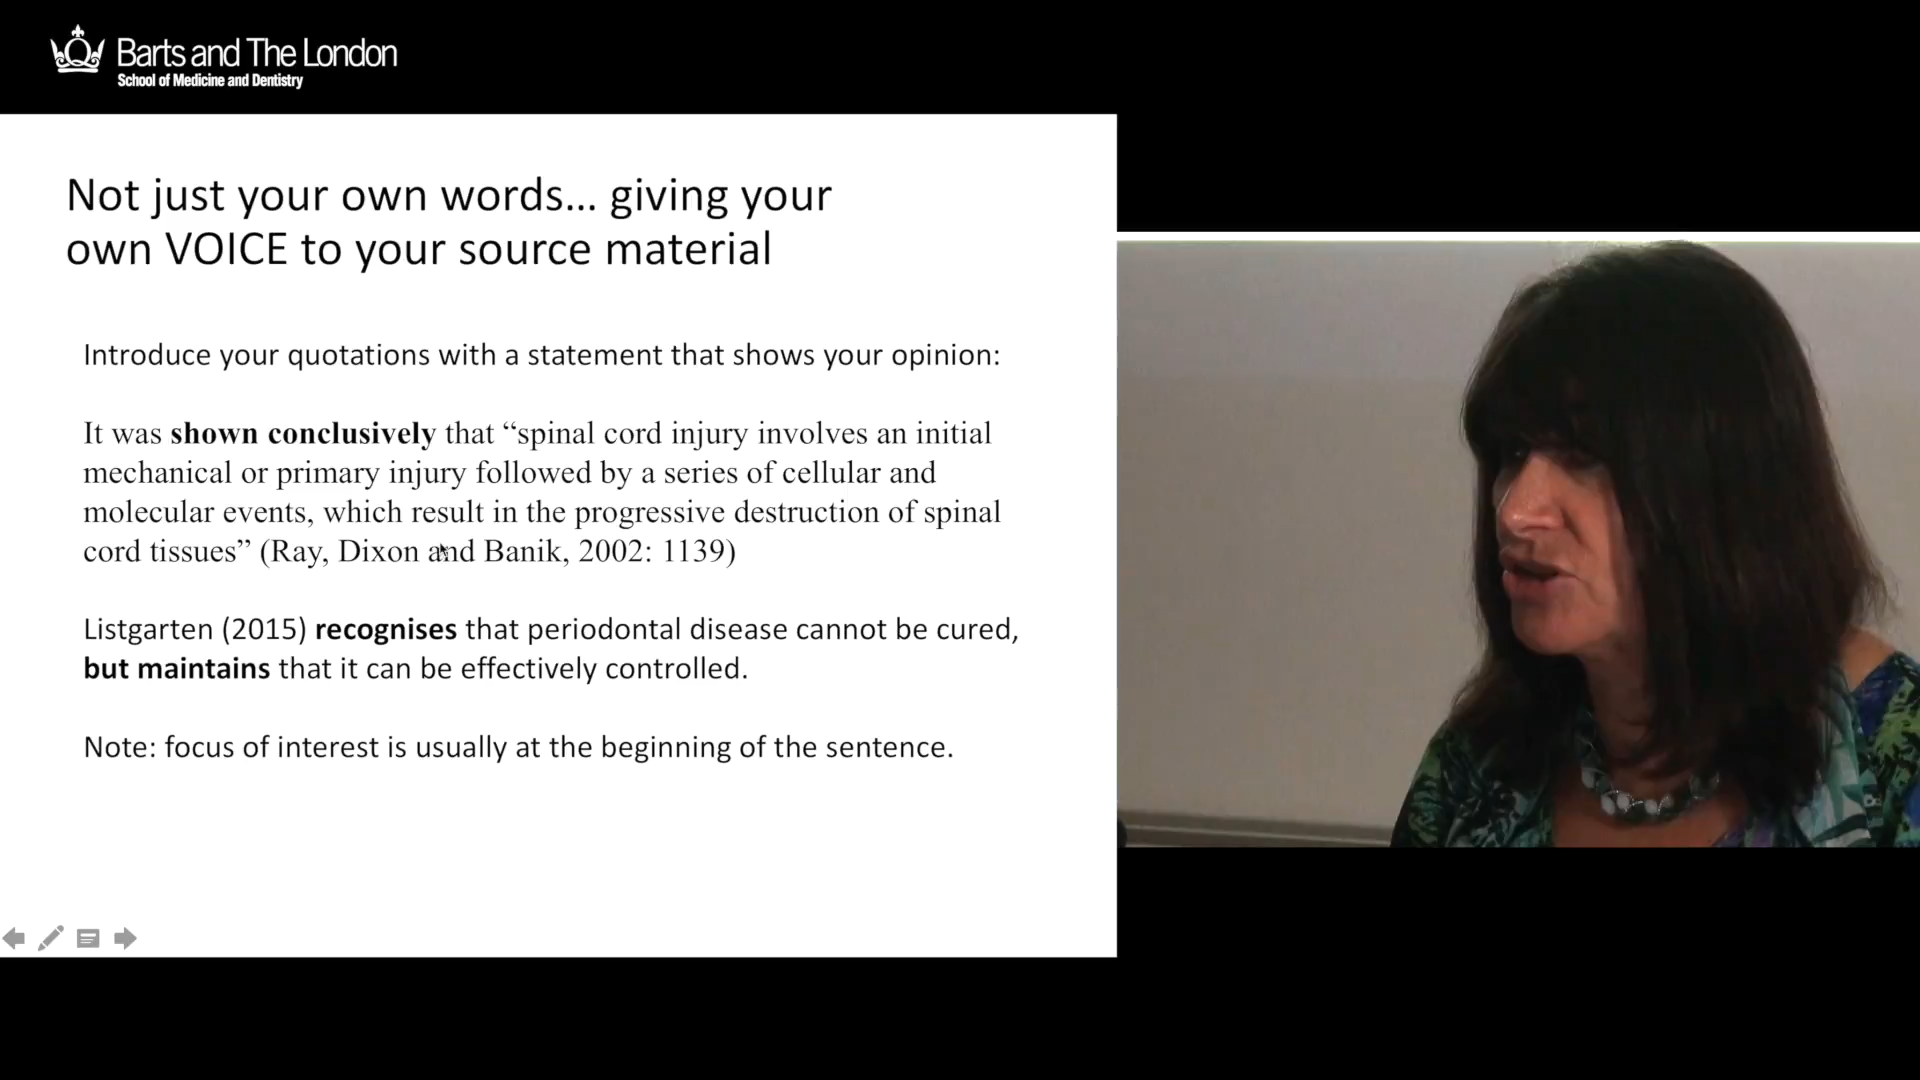 Barts and The London
School of Medicine and Dentistry
Not just your own words... giving your
own VOICE to your source material
Introduce your quotations with a statement that shows your opinion:
It was shown conclusively that “spinal cord injury involves an initial
mechanical or primary injury followed by a series of cellular and
molecular events, which result in the progressive destruction of spinal
cord tissues” (Ray, Dixon and Banik, 2002: 1139)
Listgarten (2015) recognises that periodontal disease cannot be cured,
but maintains that it can be effectively controlled.
Note: focus of interest is usually at the beginning of the sentence.